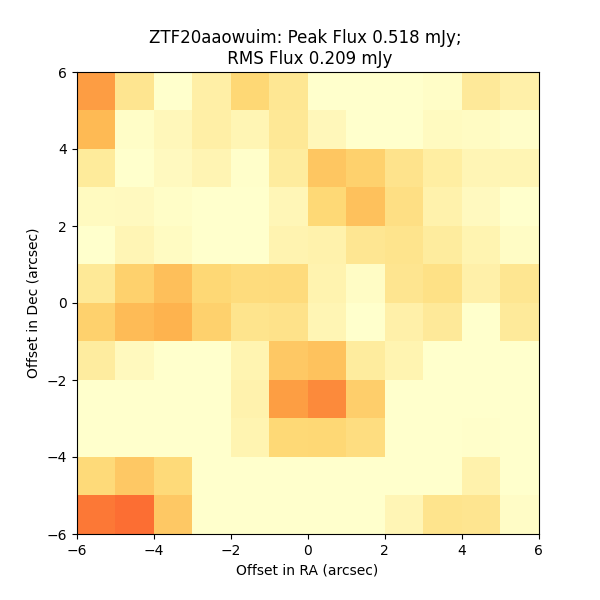 ZTF20aaowuim: Peak Flux 0.518 mJy;
RMS Flux 0.209 mJy
6
4
2
0
−2
−4
−6
Offset in Dec (arcsec)
−6 −4 −2 0 2 4 6
Offset in RA (arcsec)